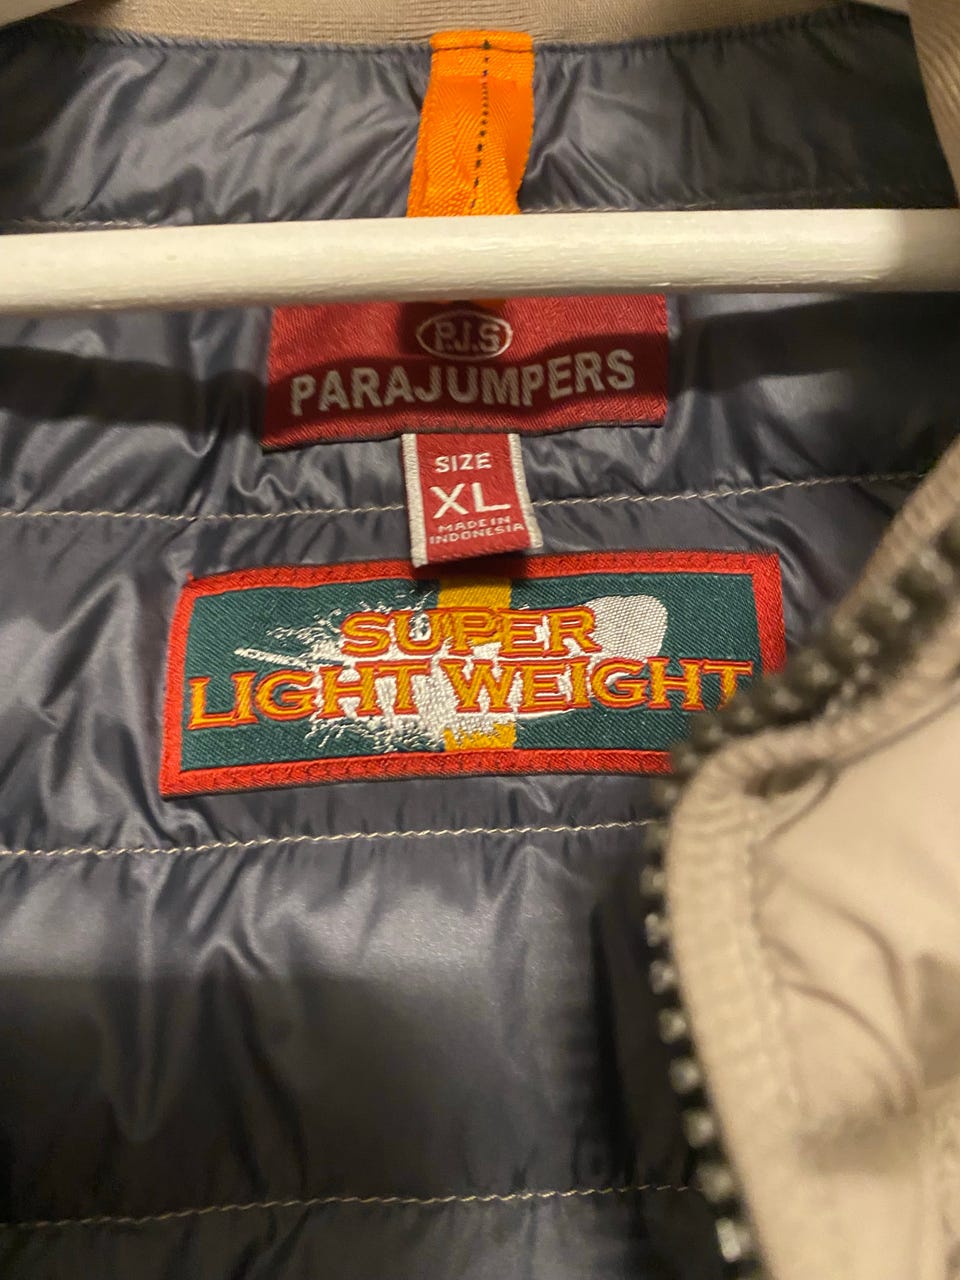 P.J.S
PARAJUMPERS
SIZE
XL
MADE IN
INDONESIA
SUPER
LIGHT WEIGHT